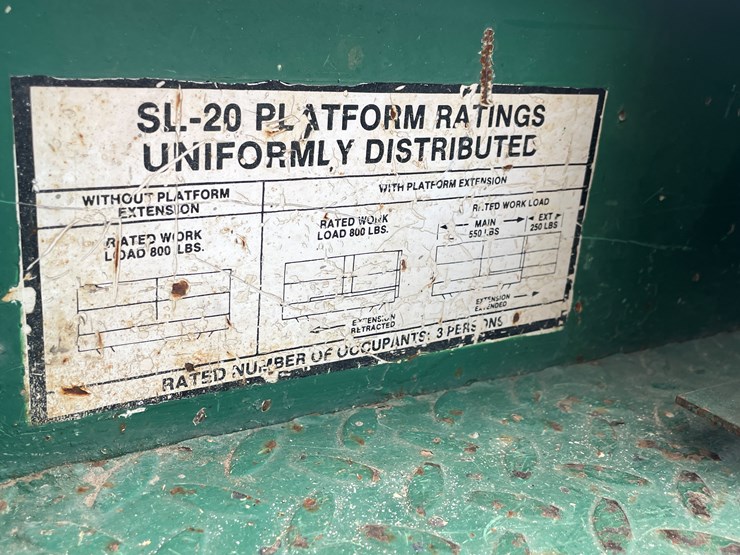 SL-20 PLATFORM RATINGS
UNIFORMLY DISTRIBUTED
WITHOUT PLATFORM
EXTENSION
RATED WORK
LOAD 800 LBS.
WITH PLATFORM EXTENSION
RATED WORK
LOAD 800 LBS.
EXTENSION
RETRACTED
RATED WORK LOAD
MAIN
550 LBS
EXT
250 LBS
EXTENSION
EXTENDED
RATED NUMBER OF OCCUPANTS: 3 PERSONS